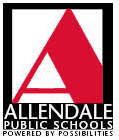 ALLENDALE
PUBLIC SCHOOLS
POWERED BY POSSIBILITIES